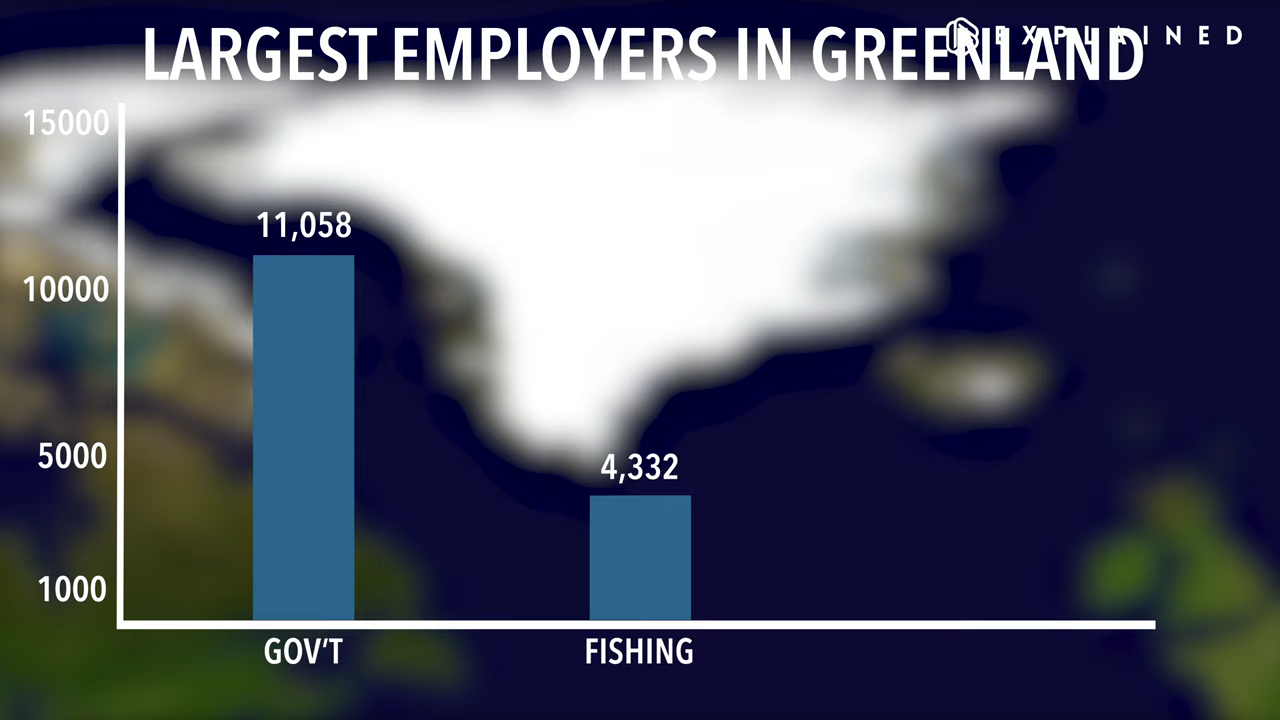 LARGEST EMPLOYERS IN GREENLAND
EXPLAINED
15000
11,058
10000
5000
4,332
1000
GOV'T
FISHING